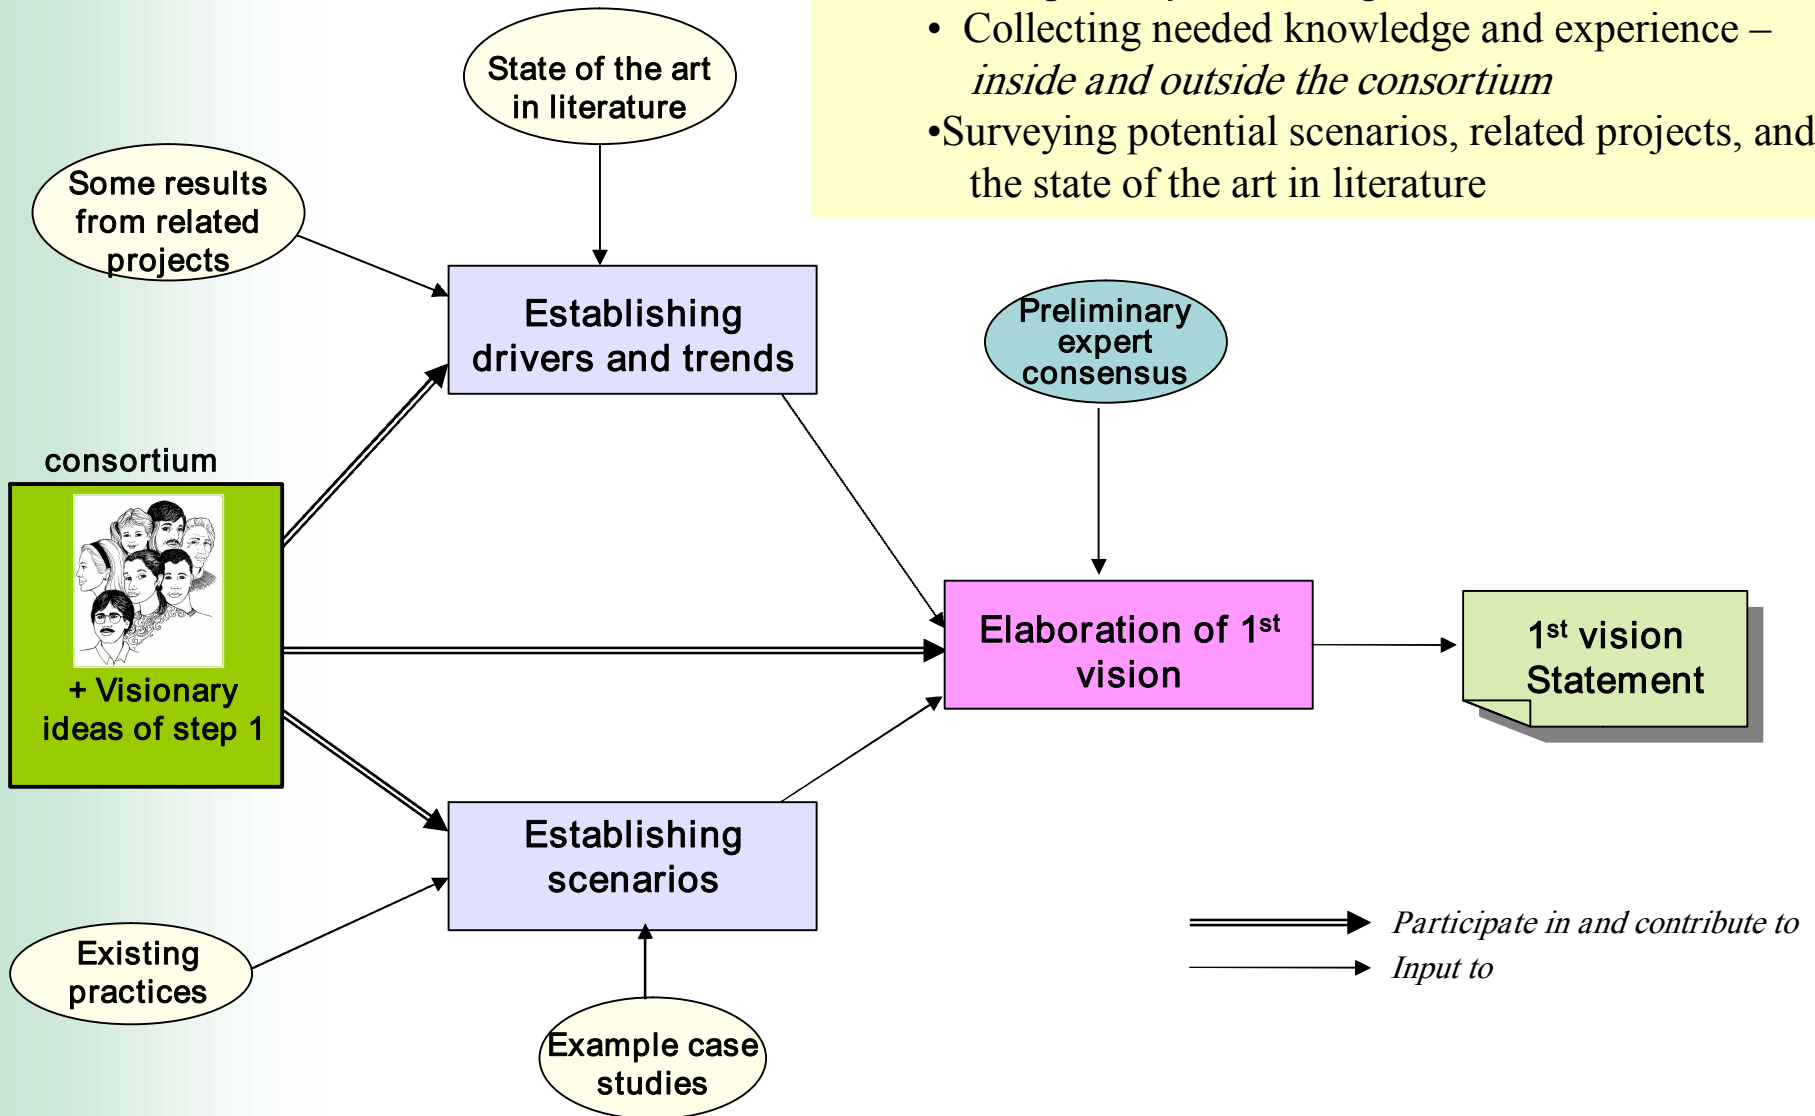 • Collecting needed knowledge and experience –
inside and outside the consortium
•Surveying potential scenarios, related projects, and
the state of the art in literature
State of the art
in literature
Some results
from related
projects
Establishing
drivers and trends
Preliminary
expert
consensus
consortium
+ Visionary
ideas of step 1
Elaboration of 1st
vision
1st vision
Statement
Establishing
scenarios
Existing
practices
Example case
studies
Participate in and contribute to
Input to